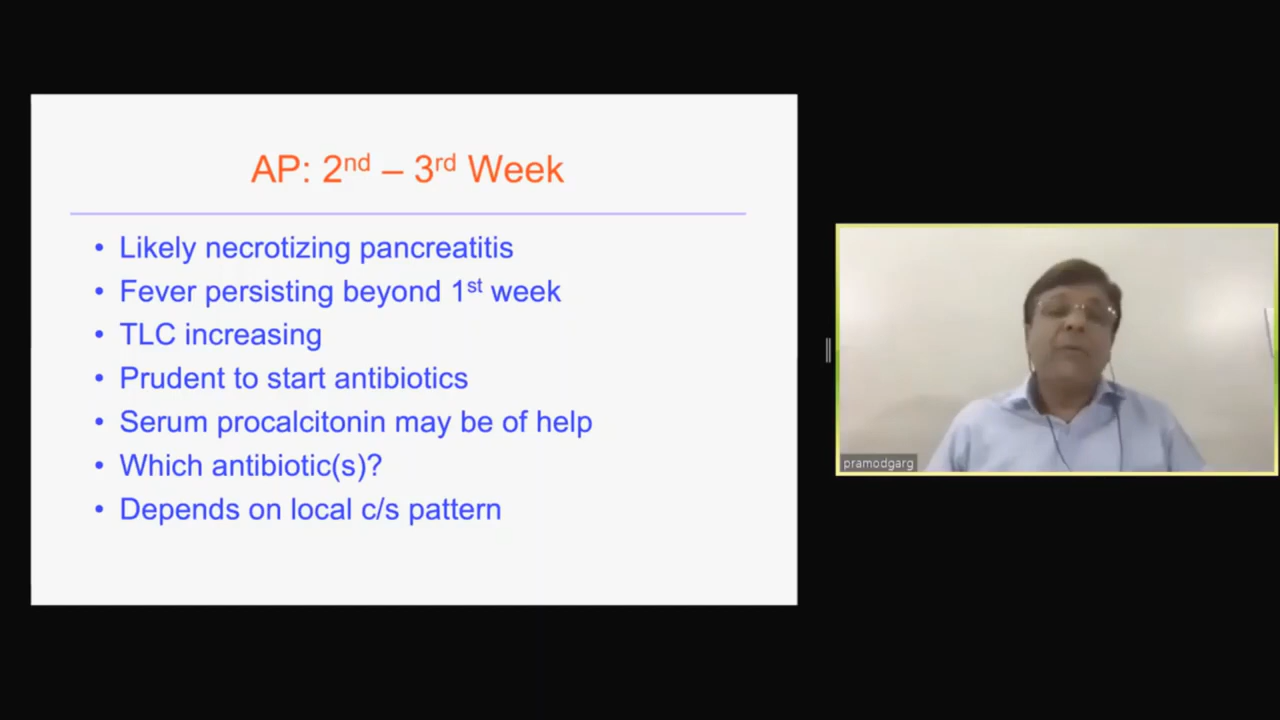 AP: 2nd – 3rd Week
• Likely necrotizing pancreatitis
• Fever persisting beyond 1st week
• TLC increasing
• Prudent to start antibiotics
• Serum procalcitonin may be of help
• Which antibiotic(s)?
• Depends on local c/s pattern
pramodgarg